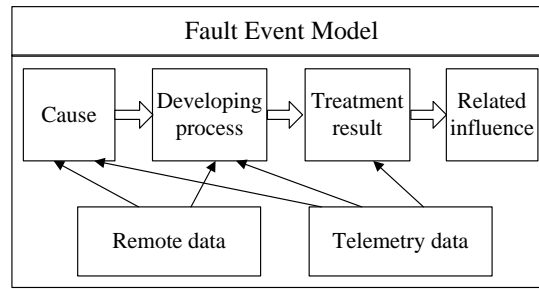 Fault Event Model
Cause
Developing
process
Treatment
result
Related
influence
Remote data
Telemetry data